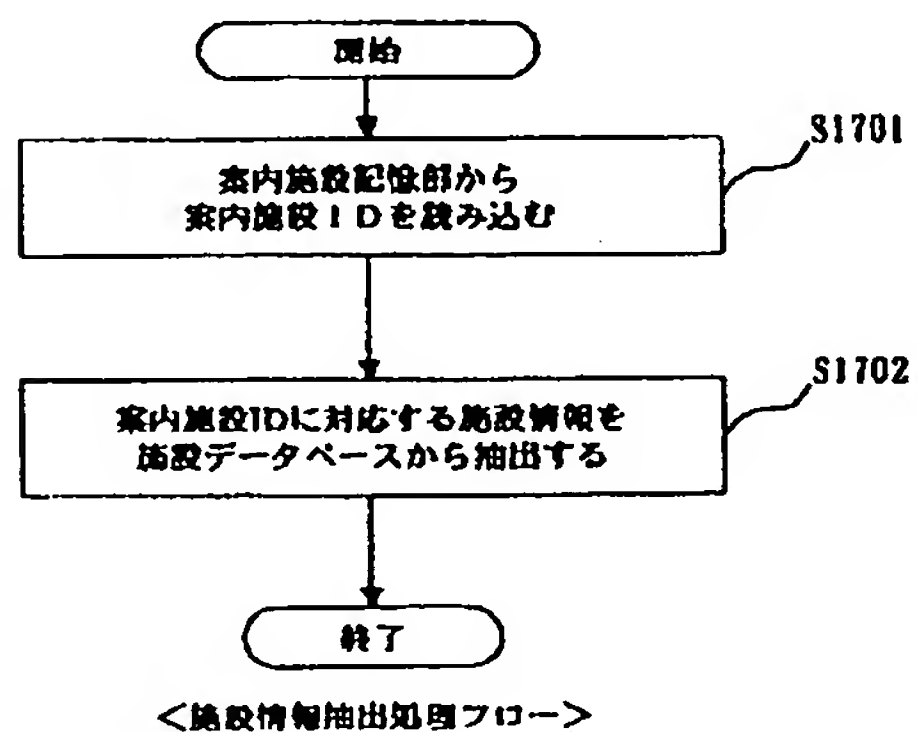 開始
S1701
案内施設記憶部から
案内施設IDを読み込む
S1702
案内施設IDに対応する施設情報を
施設データベースから抽出する
終了
<施設情報抽出処理フロー>